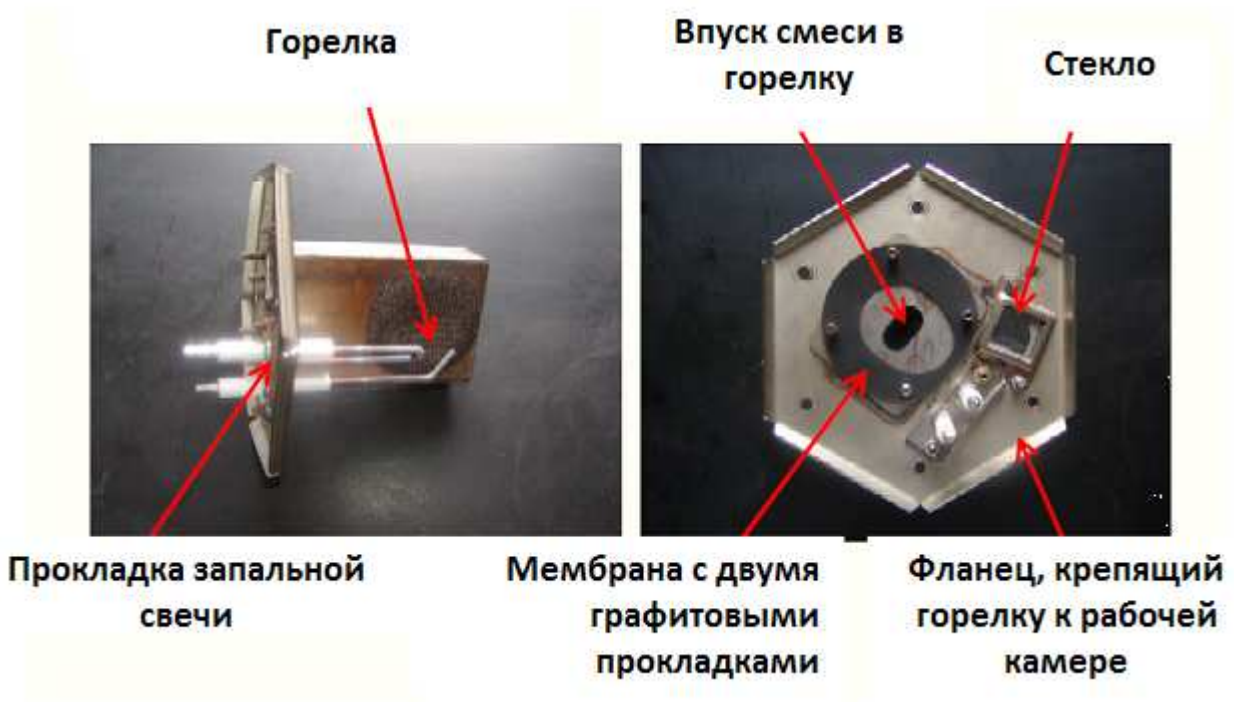 Горелка
Впуск смеси в
горелку
Стекло
Прокладка запальной
свечи
Мембрана с двумя
графитовыми
прокладками
Фланец, крепящий
горелку к рабочей
камере